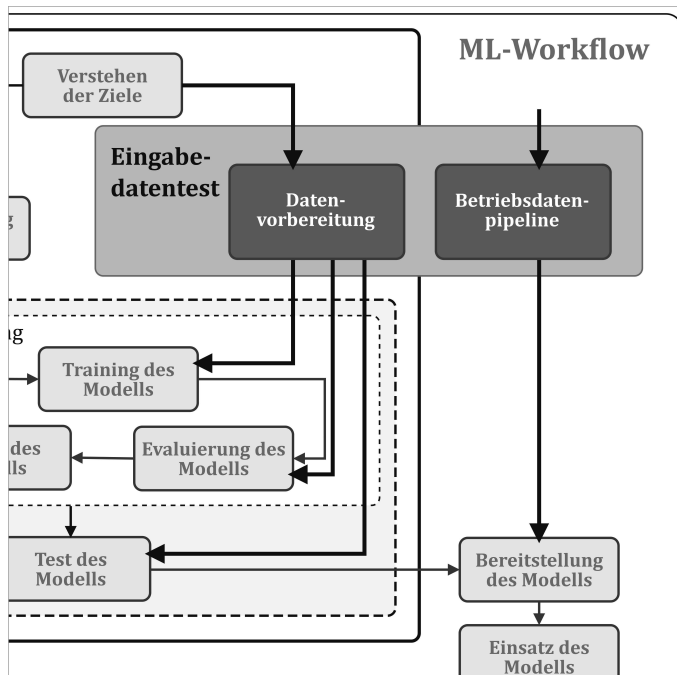 ML-Workflow
Verstehen
der Ziele
Eingabe-
datentest
Daten-
vorbereitung
Betriebsdaten-
pipeline
Training des
Modells
des
Evaluierung des
Modells
Test des
Modells
Bereitstellung
des Modells
Einsatz des
Modells